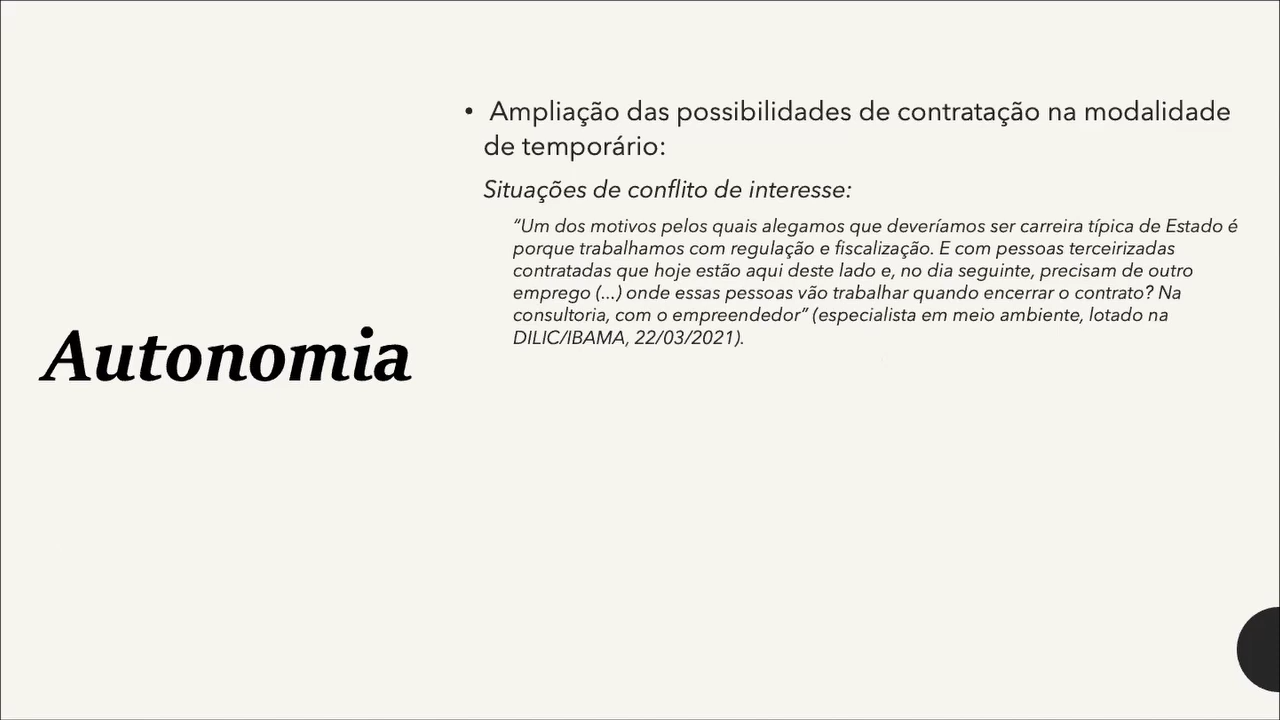 Autonomia
• Ampliação das possibilidades de contratação na modalidade
de temporário:
Situações de conflito de interesse:
“Um dos motivos pelos quais alegamos que deveríamos ser carreira típica de Estado é
porque trabalhamos com regulação e fiscalização. E com pessoas terceirizadas
contratadas que hoje estão aqui deste lado e, no dia seguinte, precisam de outro
emprego (...) onde essas pessoas vão trabalhar quando encerrar o contrato? Na
consultoria, com o empreendedor” (especialista em meio ambiente, lotado na
DILIC/IBAMA, 22/03/2021).